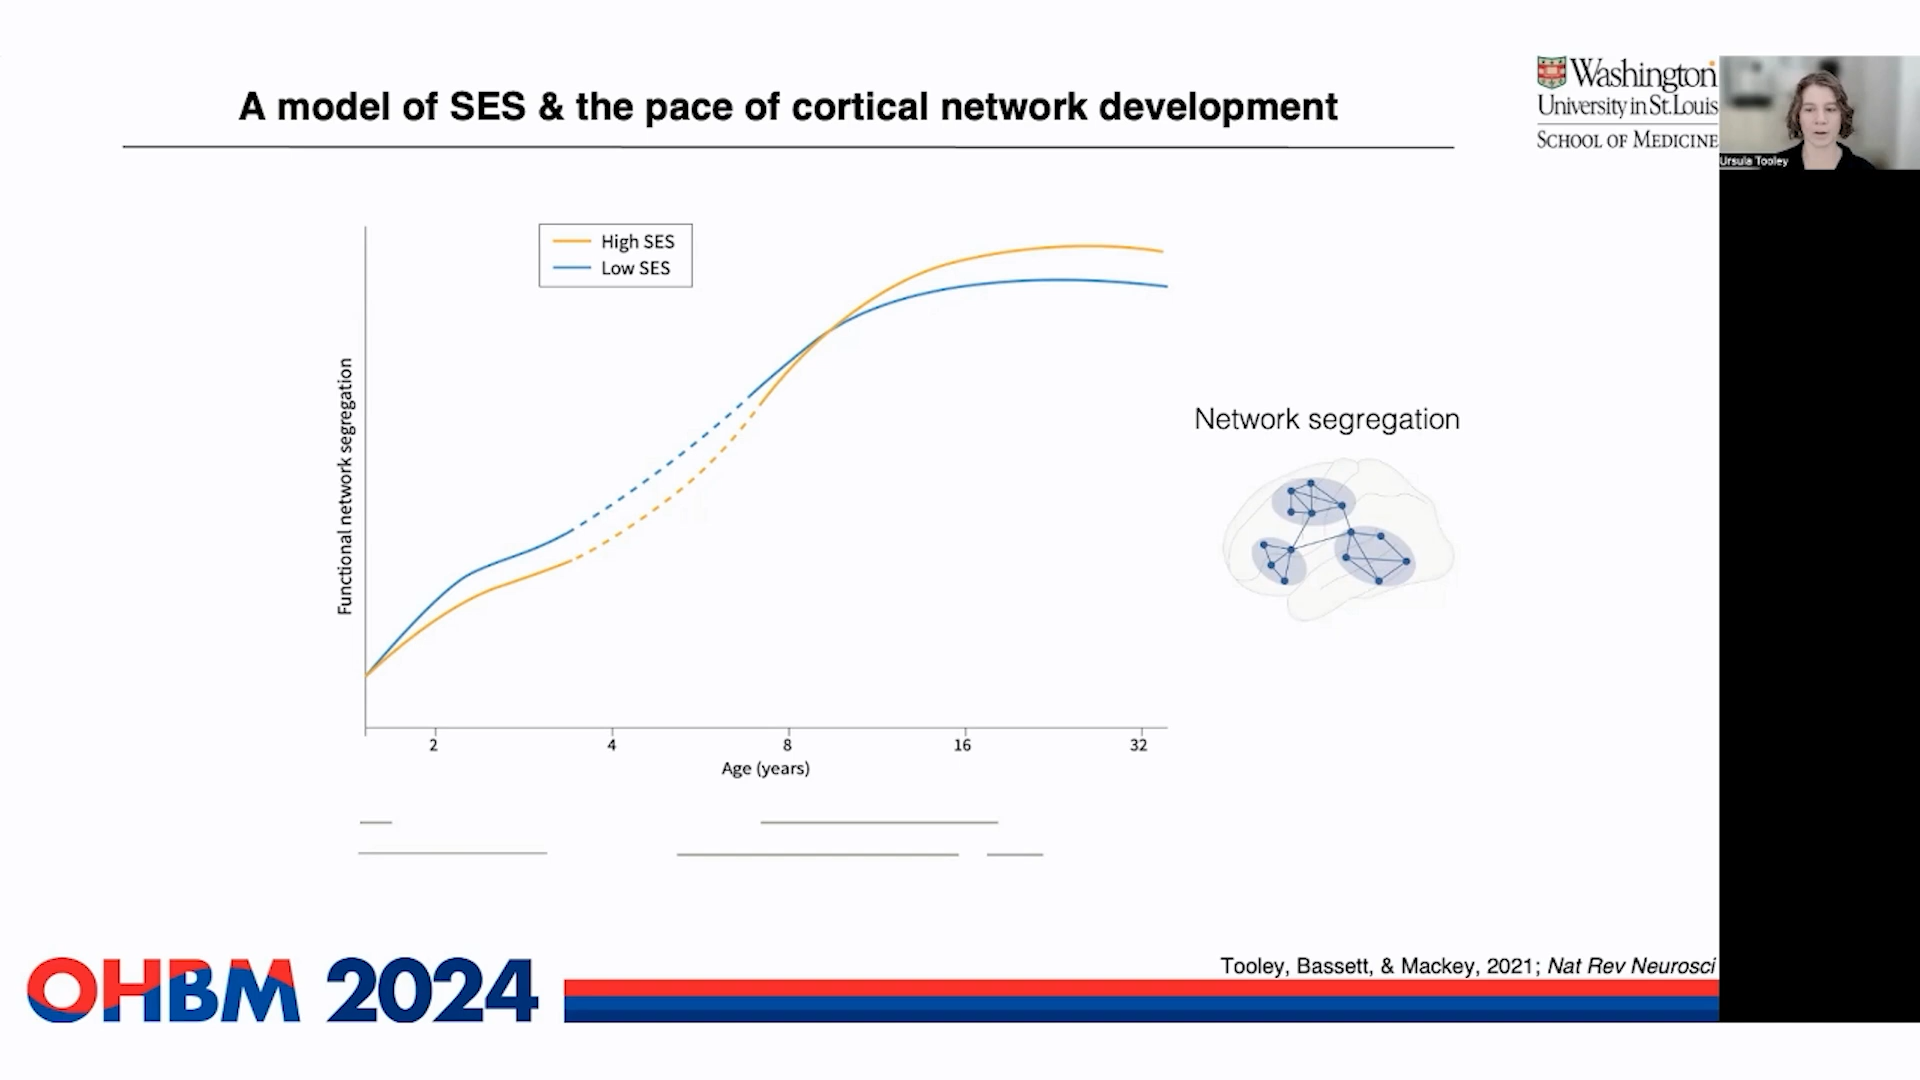 A model of SES & the pace of cortical network development
Washington
University in St. Louis
SCHOOL OF MEDICINE
Ursula Tooley
High SES
Low SES
Functional network segregation
Network segregation
2 4 8 16 32
Age (years)
Tooley, Bassett, & Mackey, 2021; Nat Rev Neurosci
OHBM 2024